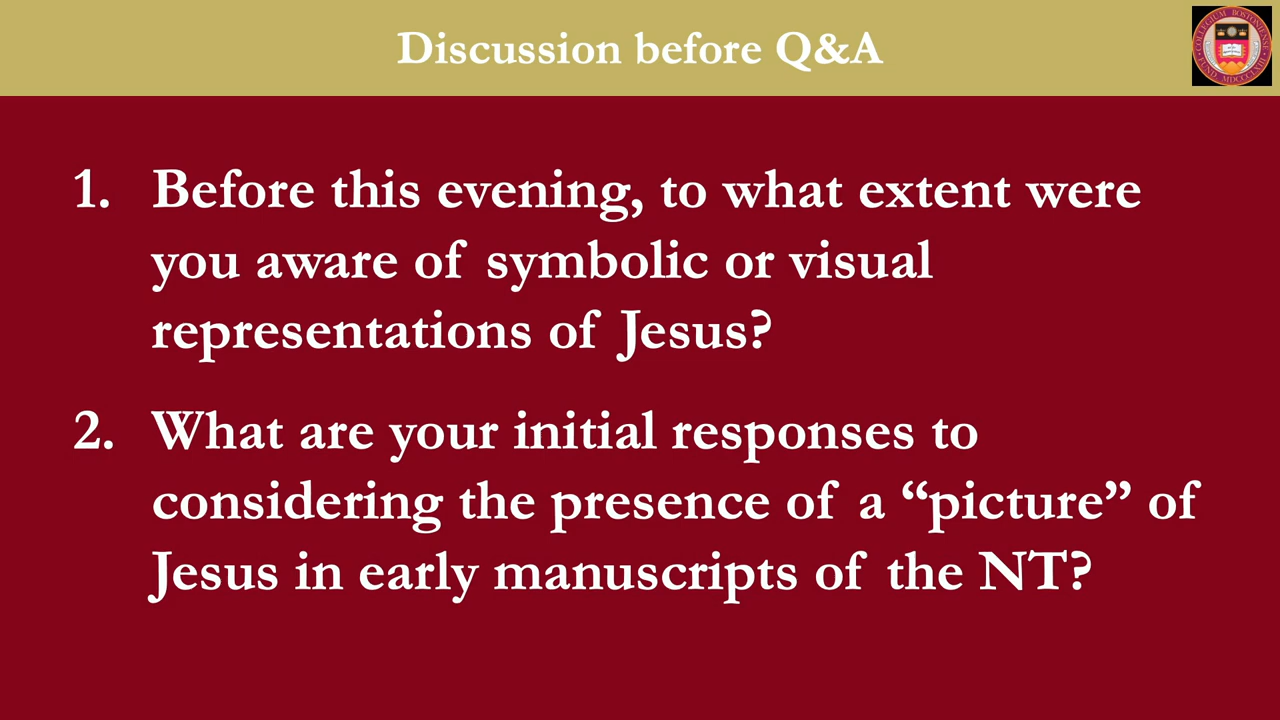 Discussion before Q&A
1. Before this evening, to what extent were
you aware of symbolic or visual
representations of Jesus?
2. What are your initial responses to
considering the presence of a “picture” of
Jesus in early manuscripts of the NT?